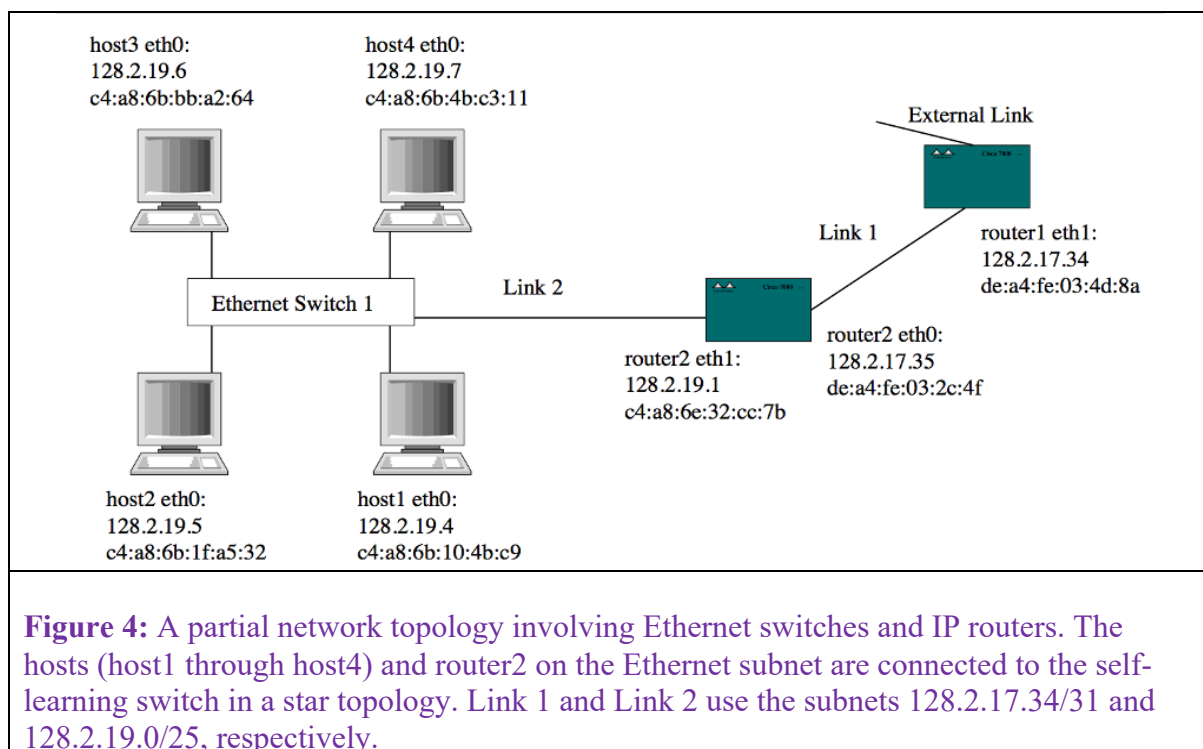 host3 eth0:
128.2.19.6
c4:a8:6b:bb:a2:64
host4 eth0:
128.2.19.7
c4:a8:6b:4b:c3:11
External Link
Link 1
router1 eth1:
128.2.17.34
de:a4:fe:03:4d:8a
Ethernet Switch 1
Link 2
router2 eth1:
128.2.19.1
c4:a8:6e:32:cc:7b
router2 eth0:
128.2.17.35
de:a4:fe:03:2c:4f
host2 eth0:
128.2.19.5
c4:a8:6b:1f:a5:32
host1 eth0:
128.2.19.4
c4:a8:6b:10:4b:c9
Figure 4: A partial network topology involving Ethernet switches and IP routers. The
hosts (host1 through host4) and router2 on the Ethernet subnet are connected to the self-
learning switch in a star topology. Link 1 and Link 2 use the subnets 128.2.17.34/31 and
128.2.19.0/25, respectively.